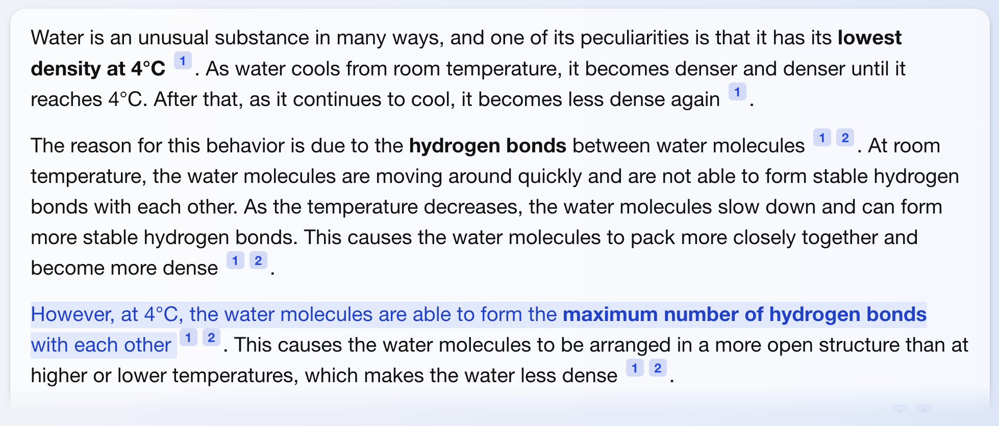 Water is an unusual substance in many ways, and one of its peculiarities is that it has its lowest
density at 4°C 1 . As water cools from room temperature, it becomes denser and denser until it
reaches 4°C. After that, as it continues to cool, it becomes less dense again 1 .
The reason for this behavior is due to the hydrogen bonds between water molecules 1 2 . At room
temperature, the water molecules are moving around quickly and are not able to form stable hydrogen
bonds with each other. As the temperature decreases, the water molecules slow down and can form
more stable hydrogen bonds. This causes the water molecules to pack more closely together and
become more dense 1 2 .
However, at 4°C, the water molecules are able to form the maximum number of hydrogen bonds
with each other 1 2 . This causes the water molecules to be arranged in a more open structure than at
higher or lower temperatures, which makes the water less dense 1 2 .